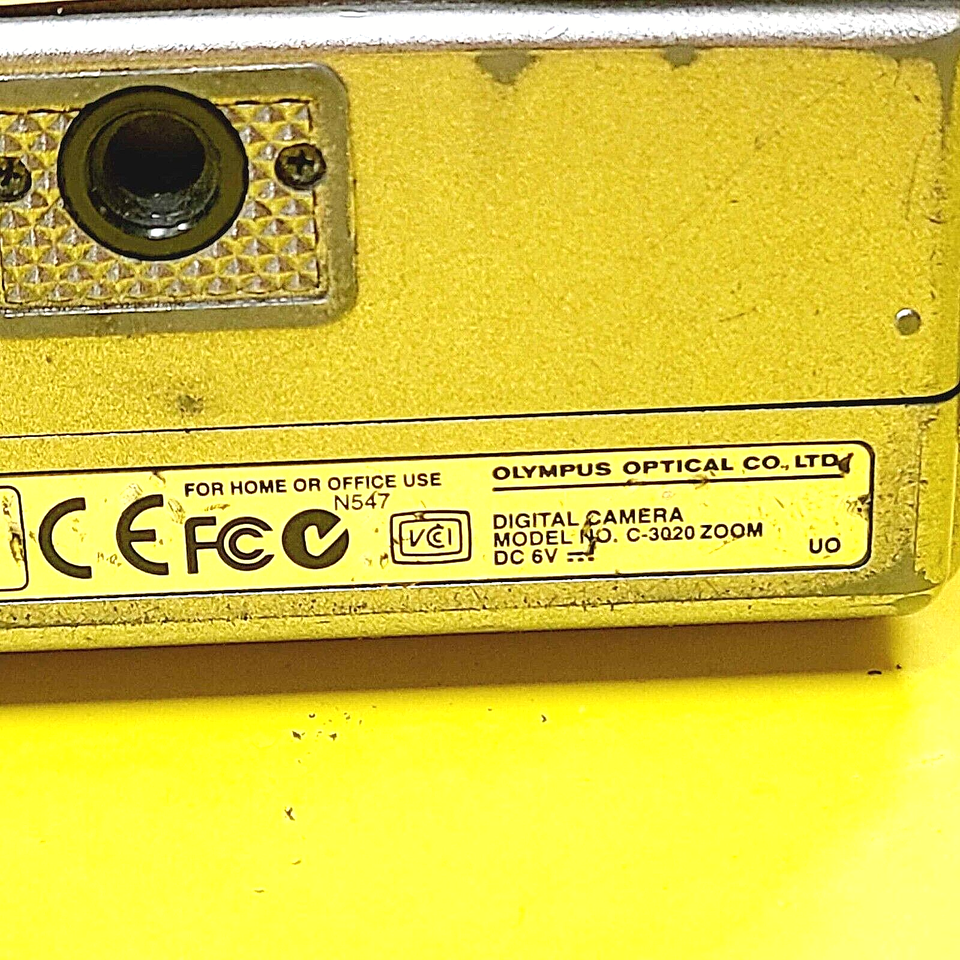 FOR HOME OR OFFICE USE
N547
CE FC VCI
OLYMPUS OPTICAL CO., LTD.
DIGITAL CAMERA
MODEL NO. C-3020 ZOOM
DC 6V
UO